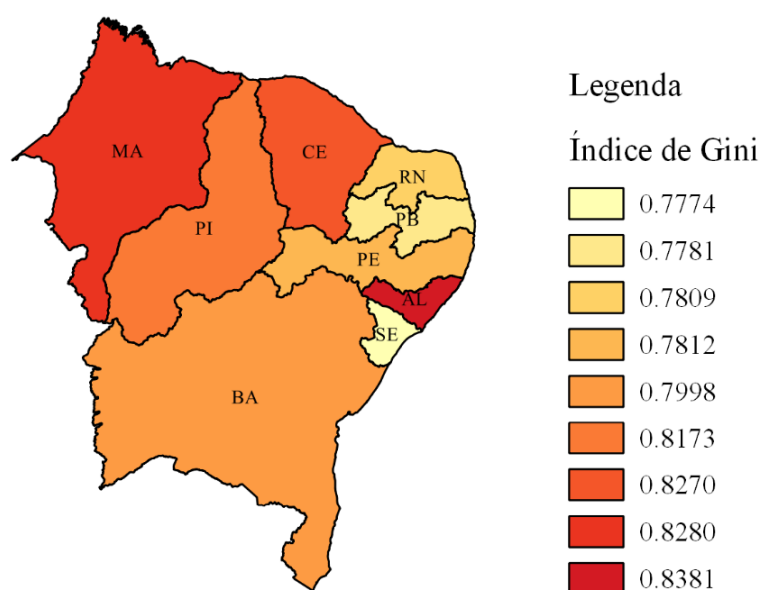 Legenda
Índice de Gini
0.7774
0.7781
0.7809
0.7812
0.7998
0.8173
0.8270
0.8280
0.8381
MA
CE
RN
PB
PI
PE
AL
SE
BA